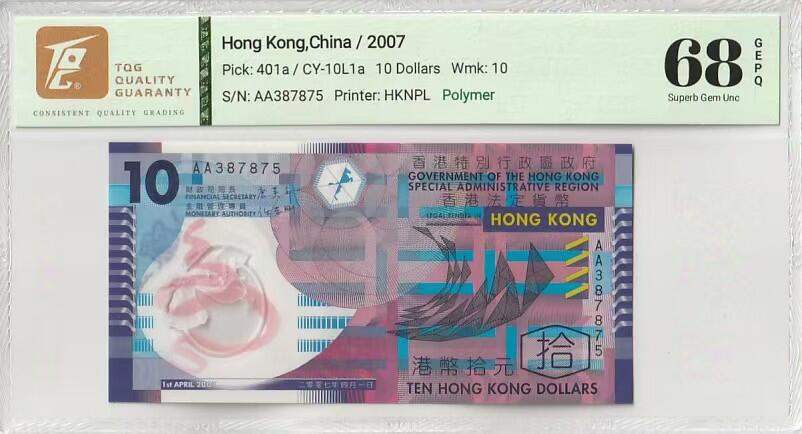 TQG
QUALITY
GUARANTY
CONSISTENT QUALITY GRADING
Hong Kong,China / 2007
Pick: 401a / CY-10L1a 10 Dollars Wmk: 10
S/N: AA387875 Printer: HKNPL Polymer
68
GEPQ
Superb Gem Unc
10
AA387875
財政司司長
FINANCIAL SECRETARY
金融管理專員
MONETARY AUTHORITY
香港特別行政區政府
GOVERNMENT OF THE HONG KONG
SPECIAL ADMINISTRATIVE REGION
香港法定貨幣
LEGAL TENDER IN
HONG KONG
AA387875
港幣拾元
拾
TEN HONG KONG DOLLARS
1st APRIL
二零零七年四月一日